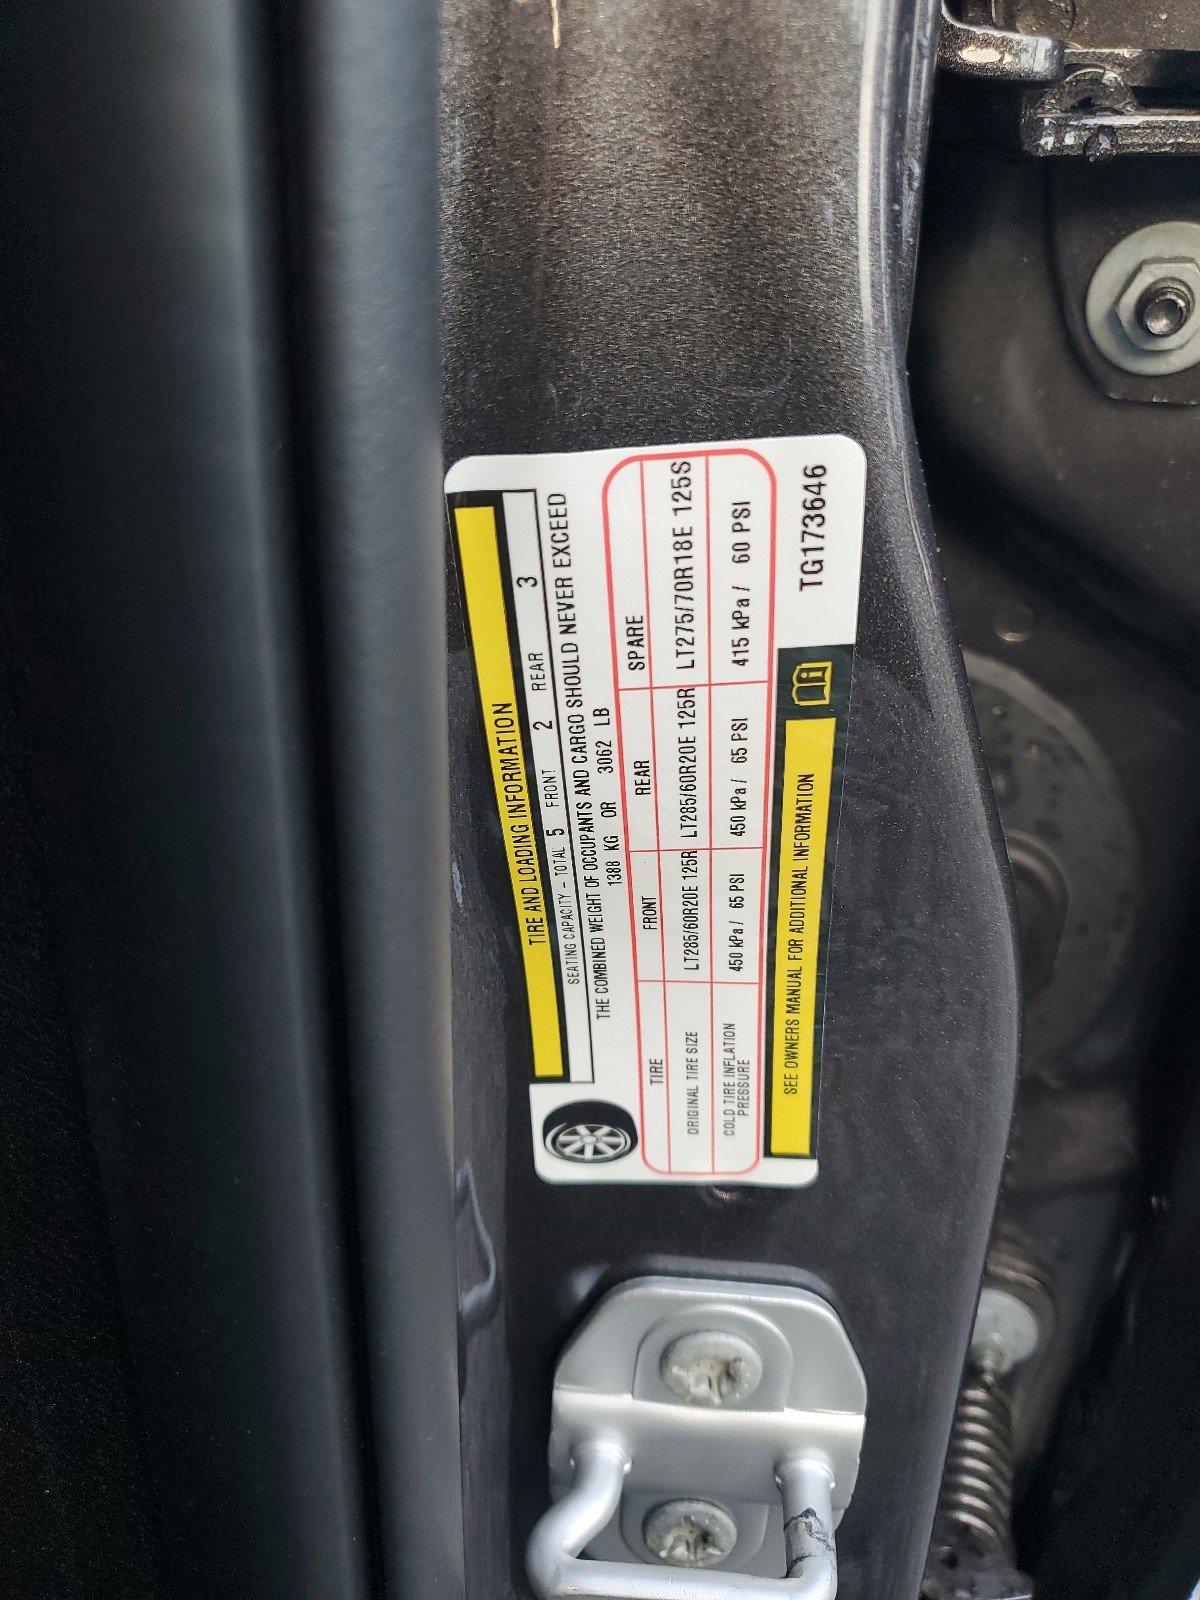 TIRE AND LOADING INFORMATION
SEATING CAPACITY – TOTAL 5 FRONT 2 REAR 3
THE COMBINED WEIGHT OF OCCUPANTS AND CARGO SHOULD NEVER EXCEED
1388 KG OR 3062 LB
TIRE FRONT REAR SPARE
ORIGINAL TIRE SIZE LT285/60R20E 125R LT285/60R20E 125R LT275/70R18E 125S
COLD TIRE INFLATION PRESSURE 450 kPa / 65 PSI 450 kPa / 65 PSI 415 kPa / 60 PSI
SEE OWNERS MANUAL FOR ADDITIONAL INFORMATION
TG173646